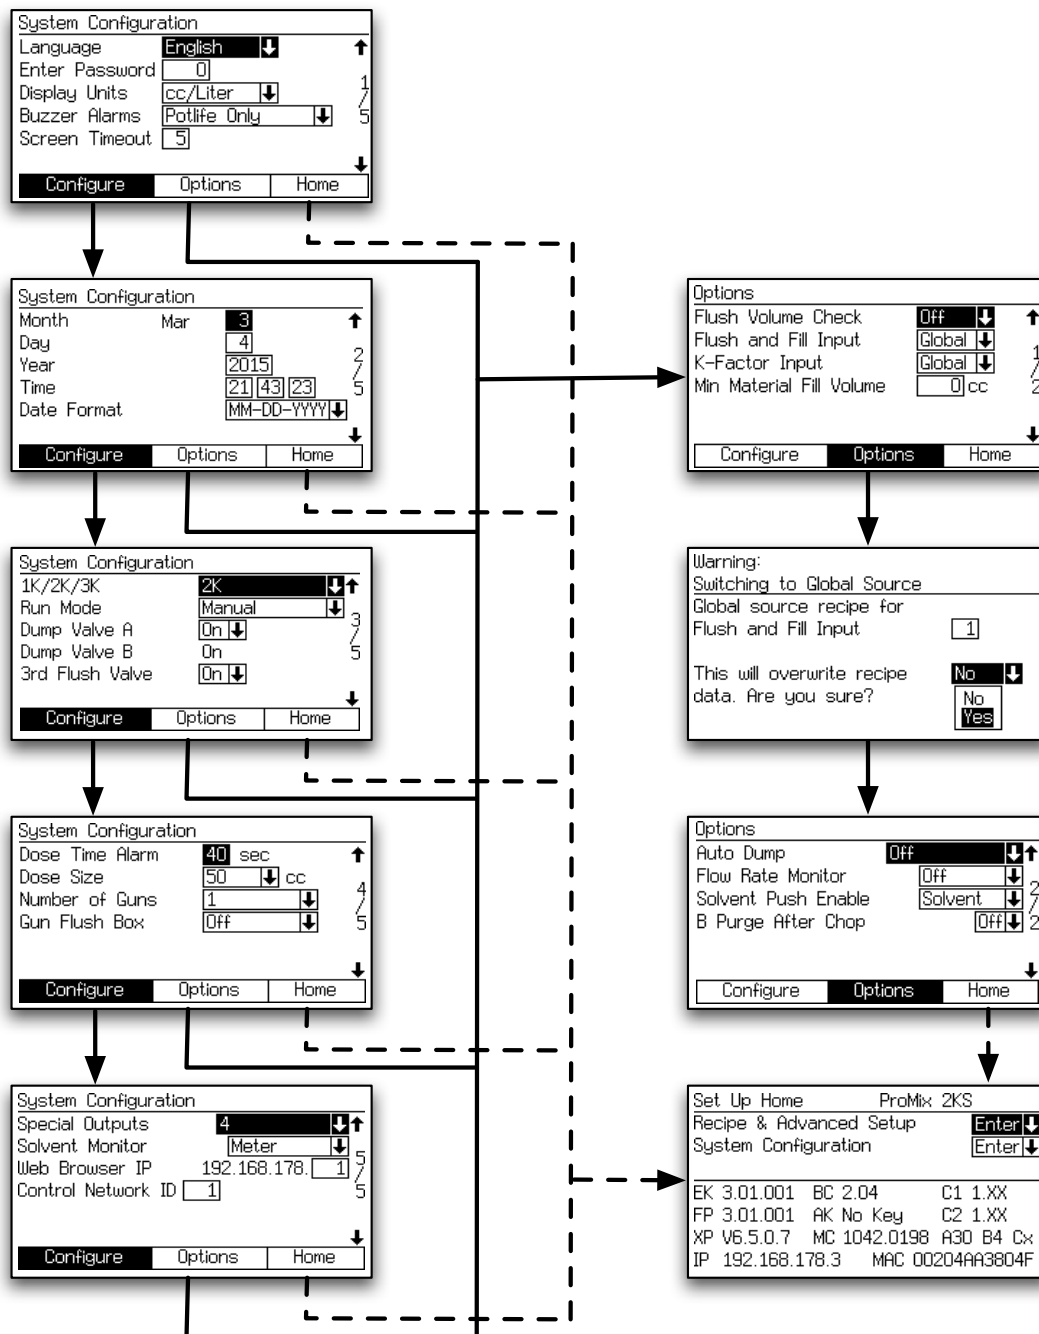 System Configuration
Language English
Enter Password 0
Display Units cc/Liter
Buzzer Alarms Potlife Only
Screen Timeout 5
1/5
Configure Options Home
System Configuration
Month Mar 3
Day 4
Year 2015
Time 21 43 23
Date Format MM-DD-YYYY
2/5
Configure Options Home
System Configuration
1K/2K/3K 2K
Run Mode Manual
Dump Valve A On
Dump Valve B On
3rd Flush Valve On
3/5
Configure Options Home
System Configuration
Dose Time Alarm 40 sec
Dose Size 50 cc
Number of Guns 1
Gun Flush Box Off
4/5
Configure Options Home
System Configuration
Special Outputs 4
Solvent Monitor Meter
Web Browser IP 192.168.178. 1
Control Network ID 1
5/5
Configure Options Home
Options
Flush Volume Check Off
Flush and Fill Input Global
K-Factor Input Global
Min Material Fill Volume 0 cc
1/2
Configure Options Home
Warning:
Switching to Global Source
Global source recipe for
Flush and Fill Input 1
This will overwrite recipe No
data. Are you sure? No
Yes
Options
Auto Dump Off
Flow Rate Monitor Off
Solvent Push Enable Solvent
B Purge After Chop Off
2/2
Configure Options Home
Set Up Home ProMix 2KS
Recipe & Advanced Setup Enter
System Configuration Enter
EK 3.01.001 BC 2.04 C1 1.XX
FP 3.01.001 AK No Key C2 1.XX
XP V6.5.0.7 MC 1042.0198 A30 B4 Cx
IP 192.168.178.3 MAC 00204AA3804F